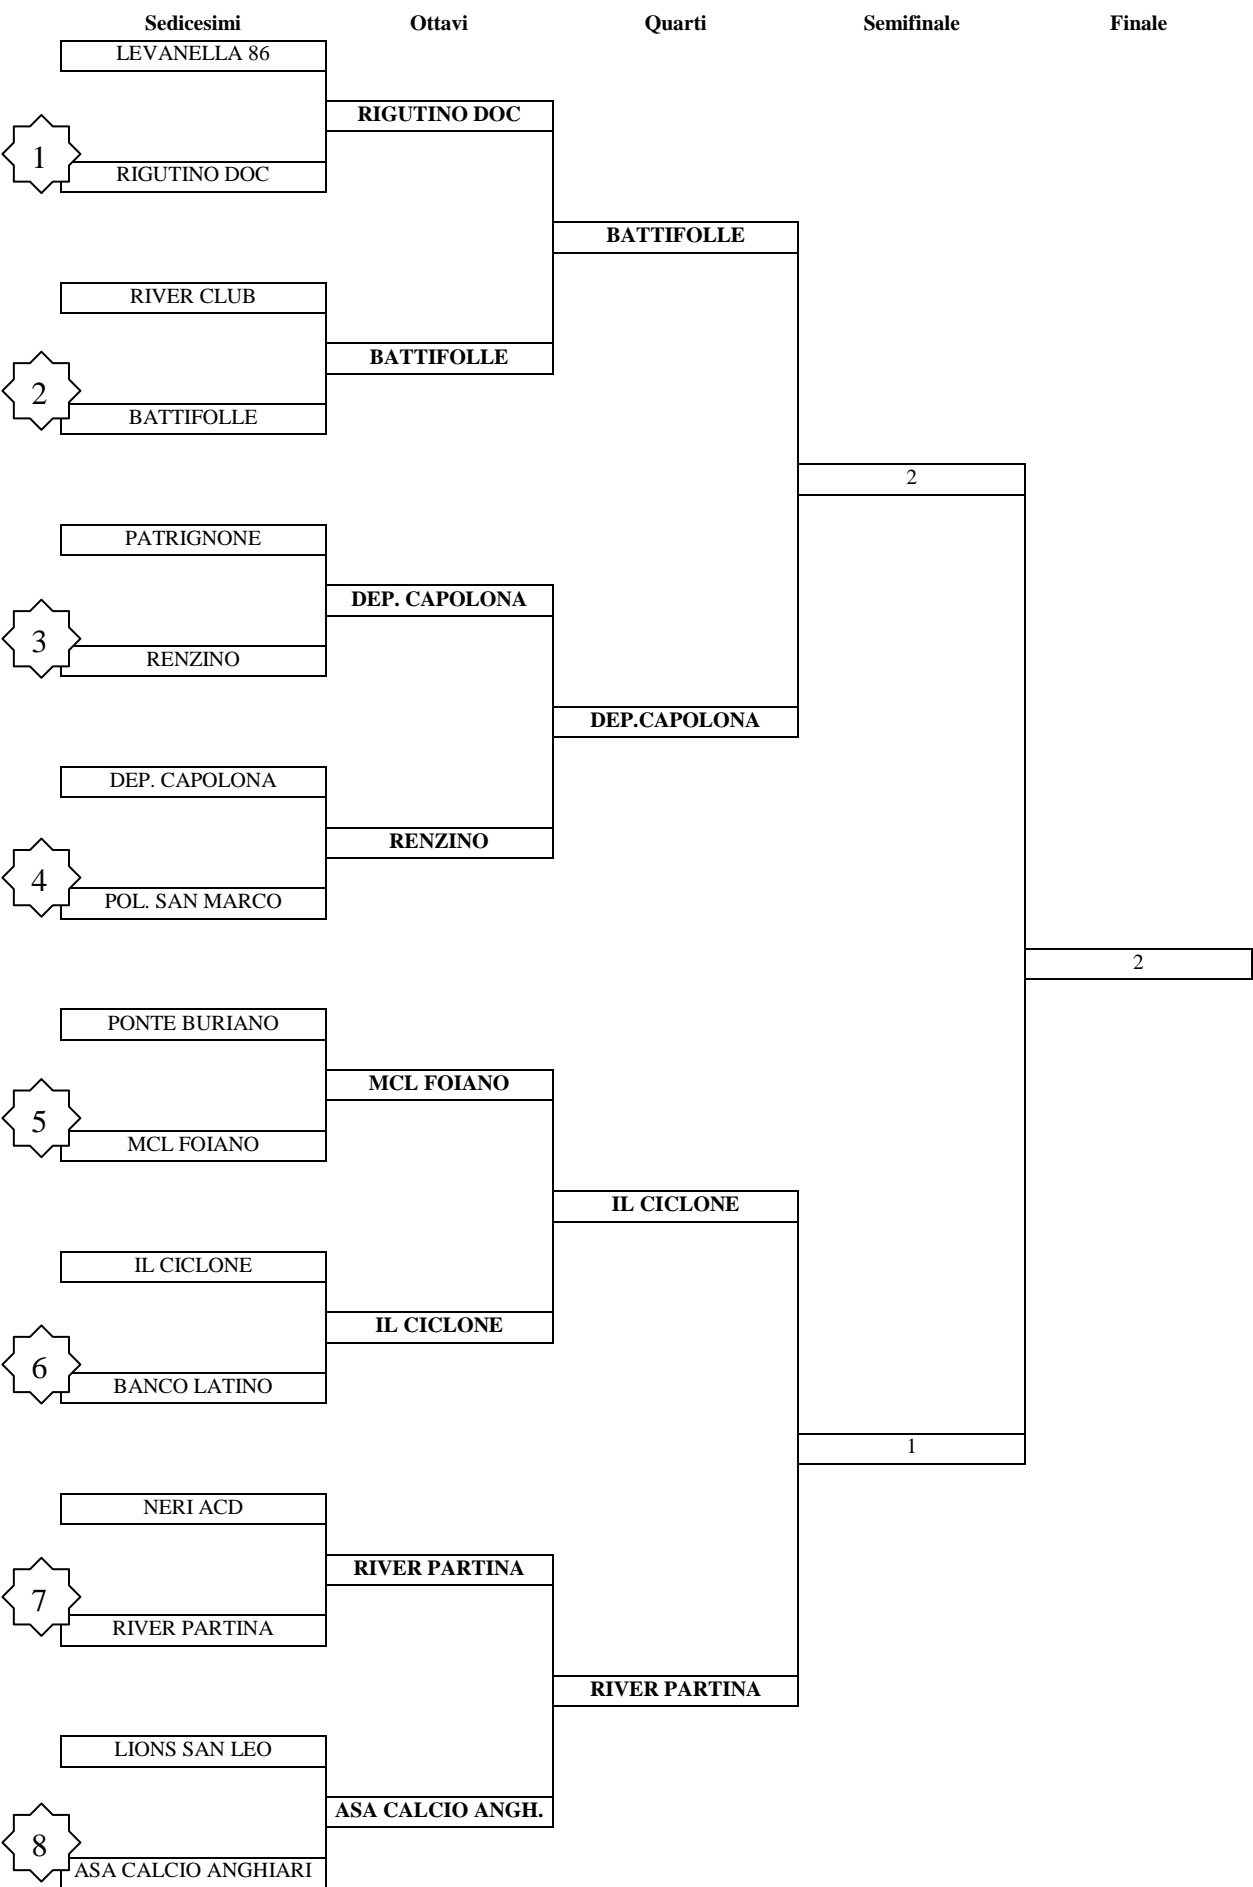 Sedicesimi Ottavi Quarti Semifinale Finale
LEVANELLA 86
RIGUTINO DOC
1
RIGUTINO DOC
BATTIFOLLE
RIVER CLUB
BATTIFOLLE
2
BATTIFOLLE
2
PATRIGNONE
DEP. CAPOLONA
3
RENZINO
DEP.CAPOLONA
DEP. CAPOLONA
RENZINO
4
POL. SAN MARCO
2
PONTE BURIANO
MCL FOIANO
5
MCL FOIANO
IL CICLONE
IL CICLONE
IL CICLONE
6
BANCO LATINO
1
NERI ACD
RIVER PARTINA
7
RIVER PARTINA
RIVER PARTINA
LIONS SAN LEO
ASA CALCIO ANGH.
8
ASA CALCIO ANGHIARI